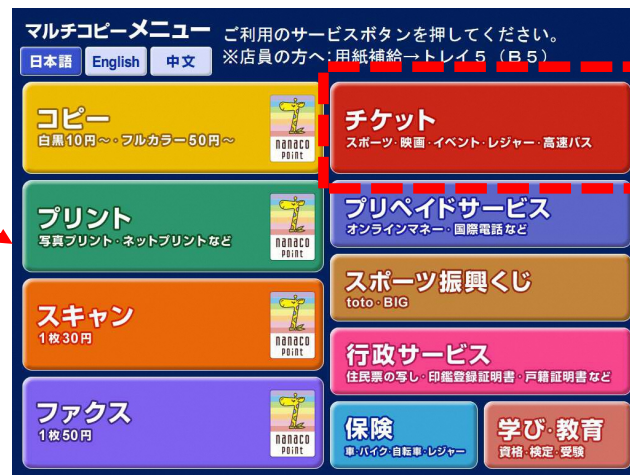 マルチコピーメニュー
ご利用のサービスボタンを押してください。
日本語 English 中文
※店員の方へ:用紙補給→トレイ5（B5）
コピー
白黒10円～・フルカラー50円～
nanaco
POint
チケット
スポーツ・映画・イベント・レジャー・高速バス
プリント
写真プリント・ネットプリントなど
nanaco
POint
プリペイドサービス
オンラインマネー・国際電話など
スキャン
1枚30円
nanaco
POint
スポーツ振興くじ
toto・BIG
行政サービス
住民票の写し・印鑑登録証明書・戸籍証明書など
ファクス
1枚50円
nanaco
POint
保険
車・バイク・自転車・レジャー
学び・教育
資格・検定・受験